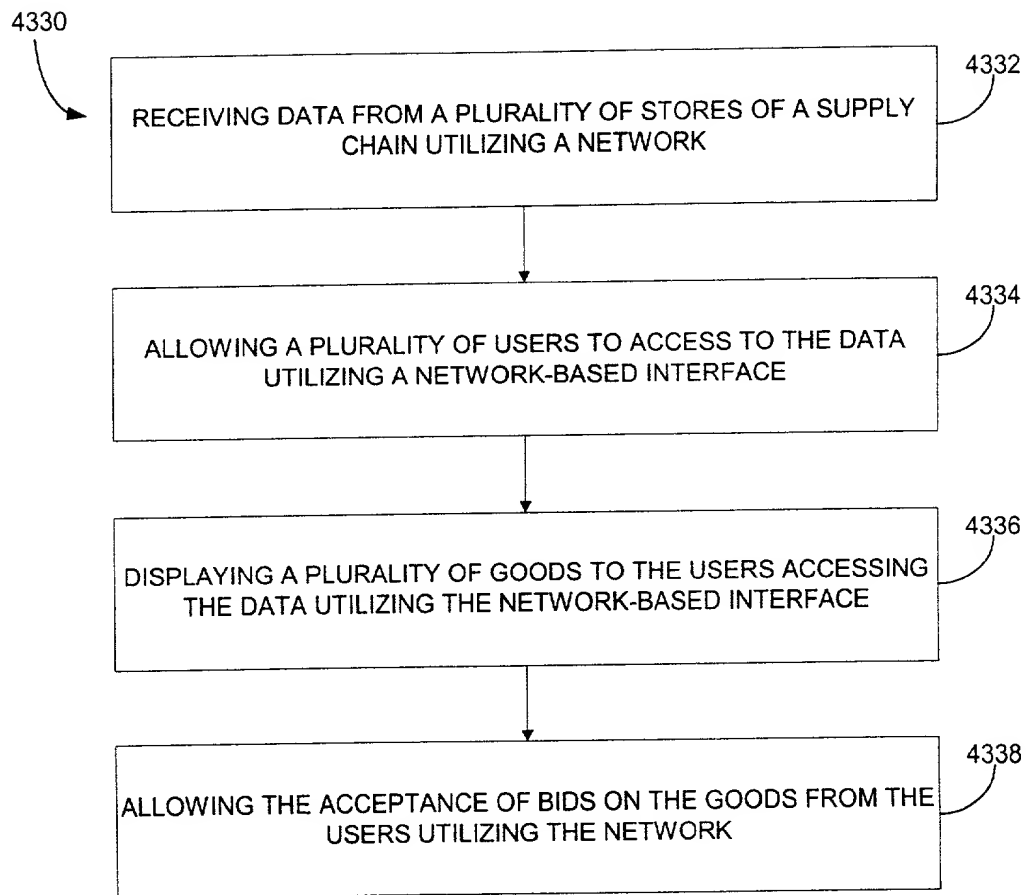 4330
4332
RECEIVING DATA FROM A PLURALITY OF STORES OF A SUPPLY
CHAIN UTILIZING A NETWORK
4334
ALLOWING A PLURALITY OF USERS TO ACCESS TO THE DATA
UTILIZING A NETWORK-BASED INTERFACE
4336
DISPLAYING A PLURALITY OF GOODS TO THE USERS ACCESSING
THE DATA UTILIZING THE NETWORK-BASED INTERFACE
4338
ALLOWING THE ACCEPTANCE OF BIDS ON THE GOODS FROM THE
USERS UTILIZING THE NETWORK